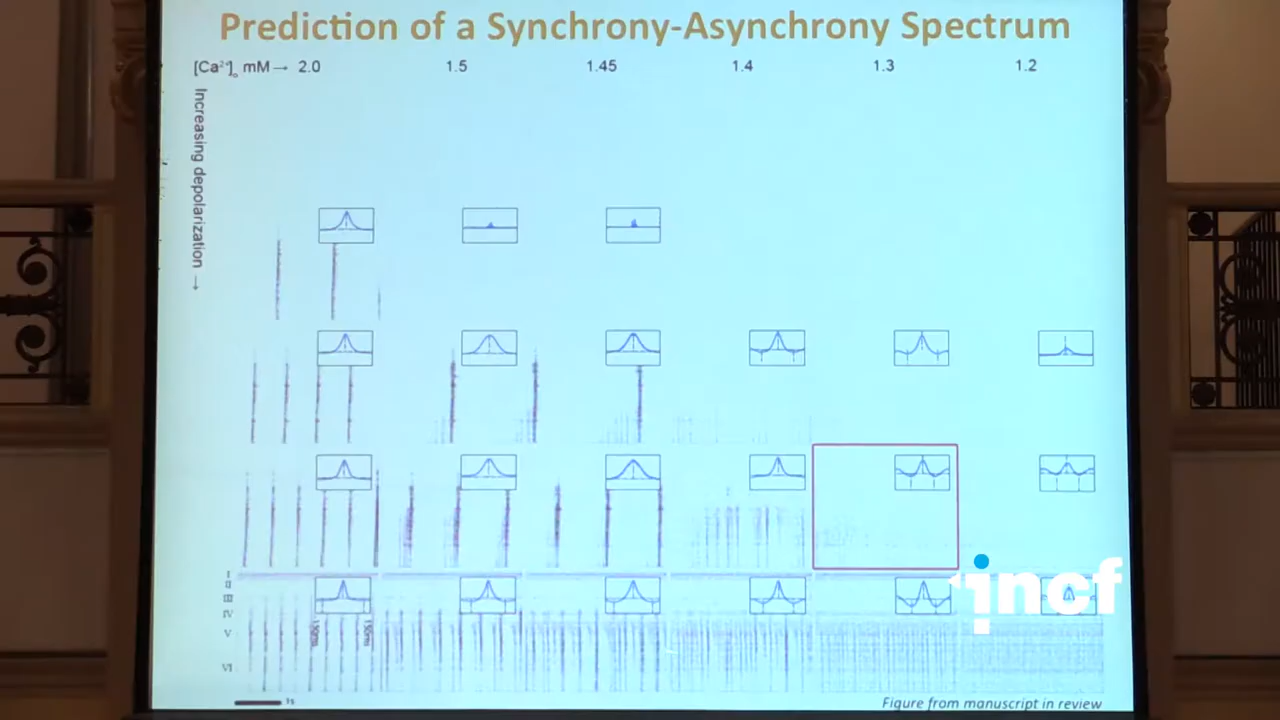 Prediction of a Synchrony-Asynchrony Spectrum
[Ca²⁺]ₒ mM → 2.0 1.5 1.45 1.4 1.3 1.2
Increasing depolarization →
I
II
III
IV
V
VI
incf
Figure from manuscript in review